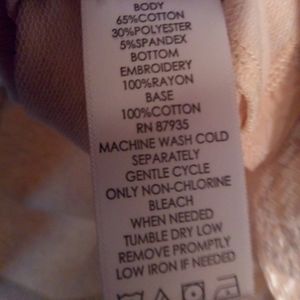 BODY
65%COTTON
30%POLYESTER
5%SPANDEX
BOTTOM
EMBROIDERY
100%RAYON
BASE
100%COTTON
RN 87935
MACHINE WASH COLD
SEPARATELY
GENTLE CYCLE
ONLY NON-CHLORINE
BLEACH
WHEN NEEDED
TUMBLE DRY LOW
REMOVE PROMPTLY
LOW IRON IF NEEDED